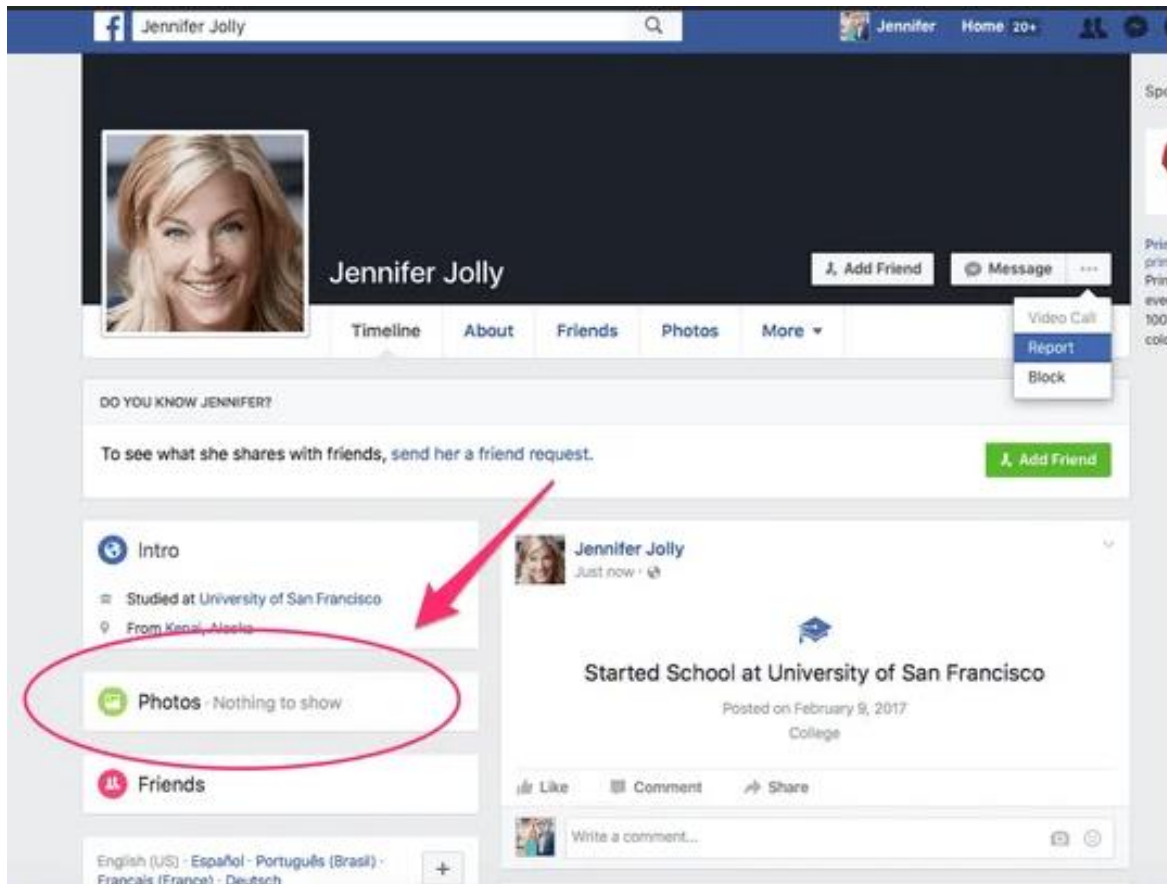 f Jennifer Jolly
Jennifer Home 20+
Jennifer Jolly
Add Friend Message ...
Video Call
Report
Block
Timeline About Friends Photos More
DO YOU KNOW JENNIFER?
To see what she shares with friends, send her a friend request.
Add Friend
Intro
Studied at University of San Francisco
From Kenai, Alaska
Photos · Nothing to show
Friends
English (US) · Español · Português (Brasil) ·
Français (France) · Deutsch
+
Jennifer Jolly
Just now ·
Started School at University of San Francisco
Posted on February 9, 2017
College
Like Comment Share
Write a comment...
100